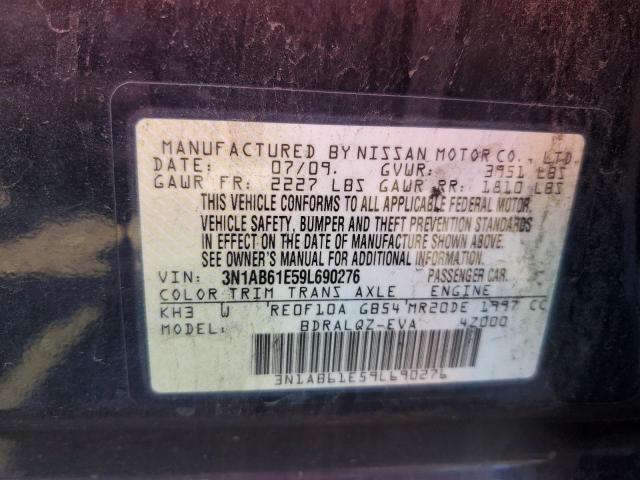 MANUFACTURED BY NISSAN MOTOR CO., LTD.
DATE: 07/09. GVWR: 3951 LBS
GAWR FR: 2227 LBS GAWR RR: 1810 LBS
THIS VEHICLE CONFORMS TO ALL APPLICABLE FEDERAL MOTOR
VEHICLE SAFETY, BUMPER AND THEFT PREVENTION STANDARDS
IN EFFECT ON THE DATE OF MANUFACTURE SHOWN ABOVE.
SEE OWNER'S MANUAL FOR ADDITIONAL INFORMATION.
VIN: 3N1AB61E59L690276 PASSENGER CAR.
COLOR TRIM TRANS AXLE ENGINE
KH3 W RE0F10A GB54 MR20DE 1997 CC
MODEL: BDRALQZ-EVA 4Z000
3N1AB61E59L690276